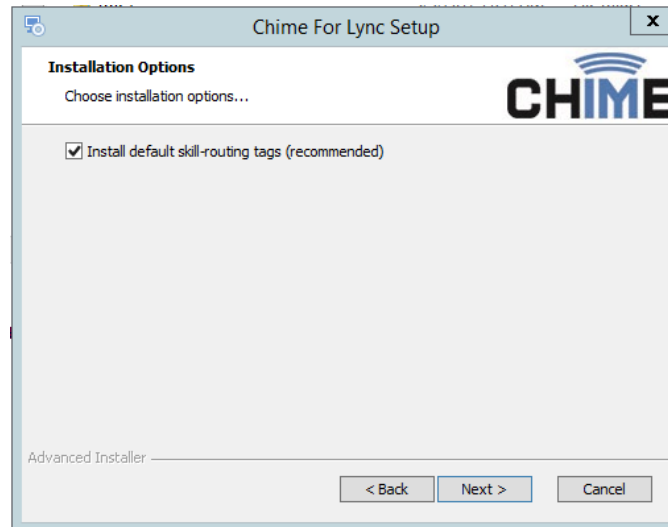 Chime For Lync Setup
x
Installation Options
Choose installation options...
CHIME
Install default skill-routing tags (recommended)
Advanced Installer
< Back
Next >
Cancel